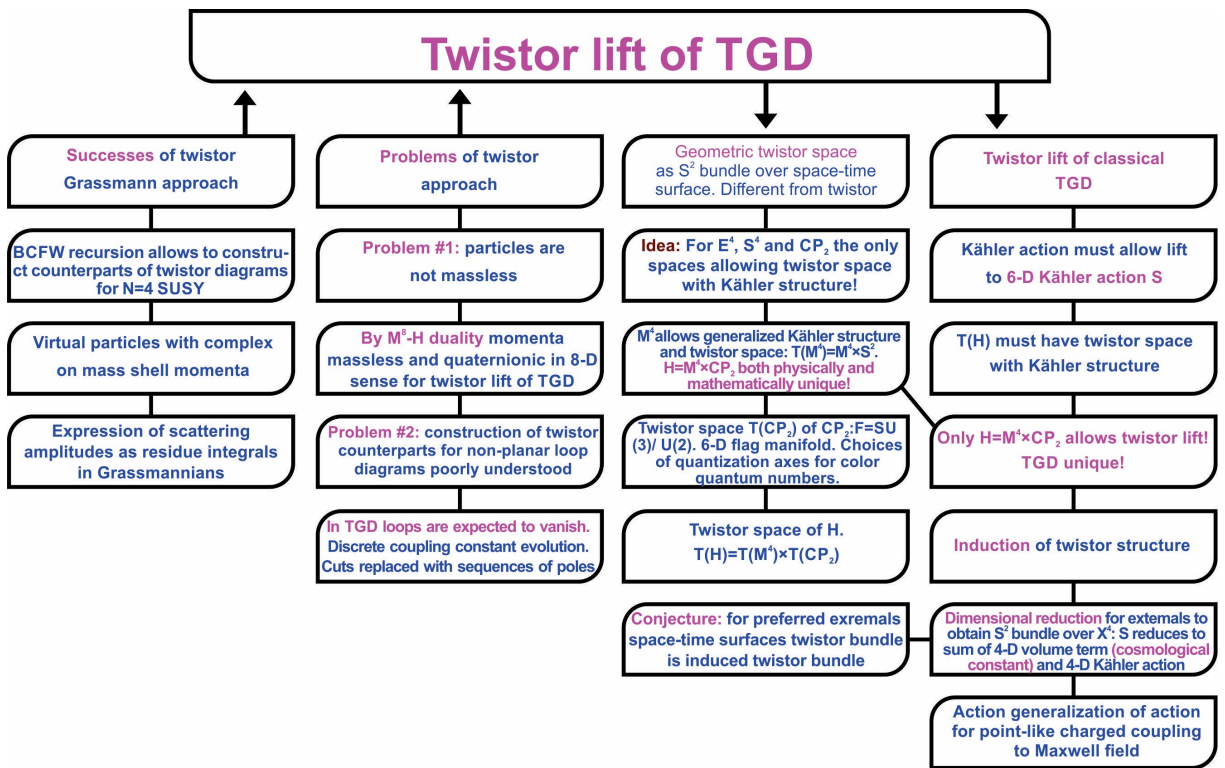 Twistor lift of TGD
Successes of twistor
Grassmann approach
BCFW recursion allows to constru-
ct counterparts of twistor diagrams
for N=4 SUSY
Virtual particles with complex
on mass shell momenta
Expression of scattering
amplitudes as residue integrals
in Grassmannians
Problems of twistor
approach
Problem #1: particles are
not massless
By M⁸-H duality momenta
massless and quaternionic in 8-D
sense for twistor lift of TGD
Problem #2: construction of twistor
counterparts for non-planar loop
diagrams poorly understood
In TGD loops are expected to vanish.
Discrete coupling constant evolution.
Cuts replaced with sequences of poles
Geometric twistor space
as S² bundle over space-time
surface. Different from twistor
Idea: For E⁴, S⁴ and CP₂ the only
spaces allowing twistor space
with Kähler structure!
M⁴allows generalized Kähler structure
and twistor space: T(M⁴)=M⁴×S².
H=M⁴×CP₂ both physically and
mathematically unique!
Twistor space T(CP₂) of CP₂:F=SU
(3)/ U(2). 6-D flag manifold. Choices
of quantization axes for color
quantum numbers.
Twistor space of H.
T(H)=T(M⁴)×T(CP₂)
Conjecture: for preferred exremals
space-time surfaces twistor bundle
is induced twistor bundle
Twistor lift of classical
TGD
Kähler action must allow lift
to 6-D Kähler action S
T(H) must have twistor space
with Kähler structure
Only H=M⁴×CP₂ allows twistor lift!
TGD unique!
Induction of twistor structure
Dimensional reduction for externals to
obtain S² bundle over X⁴: S reduces to
sum of 4-D volume term (cosmological
constant) and 4-D Kähler action
Action generalization of action
for point-like charged coupling
to Maxwell field